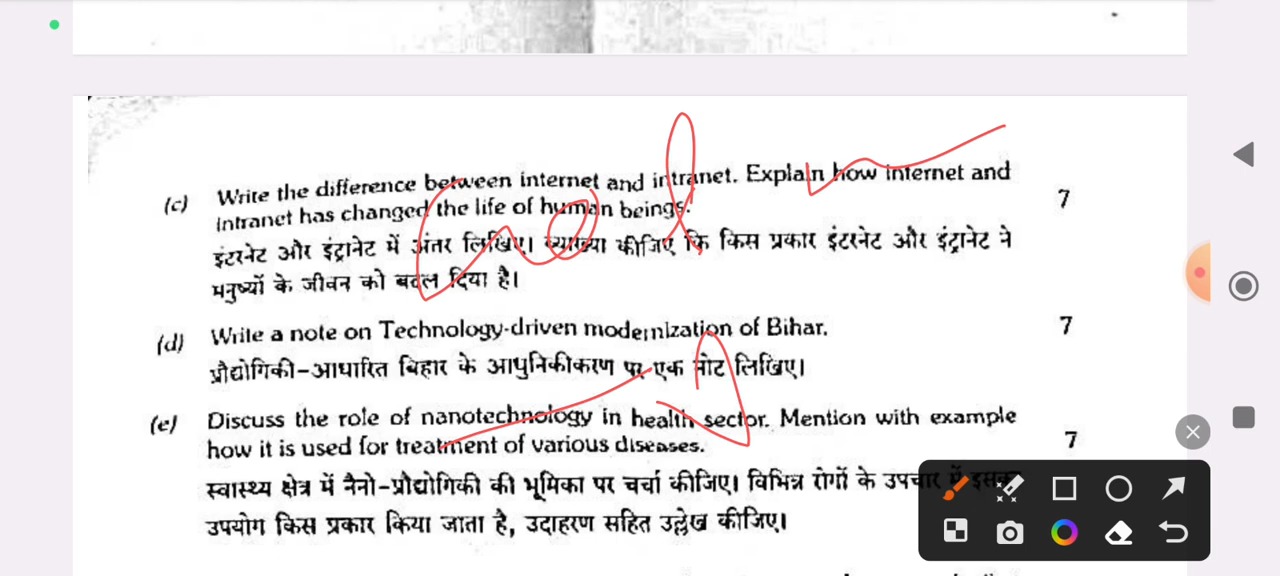 (c) Write the difference between internet and intranet. Explain how internet and 7
intranet has changed the life of human beings.
इंटरनेट और इंट्रानेट में अंतर लिखिए। व्याख्या कीजिए कि किस प्रकार इंटरनेट और इंट्रानेट ने
मनुष्यों के जीवन को बदल दिया है।
(d) Write a note on Technology-driven modernization of Bihar. 7
प्रौद्योगिकी-आधारित बिहार के आधुनिकीकरण पर एक नोट लिखिए।
(e) Discuss the role of nanotechnology in health sector. Mention with example 7
how it is used for treatment of various diseases.
स्वास्थ्य क्षेत्र में नैनो-प्रौद्योगिकी की भूमिका पर चर्चा कीजिए। विभिन्न रोगों के उपचार में इसका
उपयोग किस प्रकार किया जाता है, उदाहरण सहित उल्लेख कीजिए।